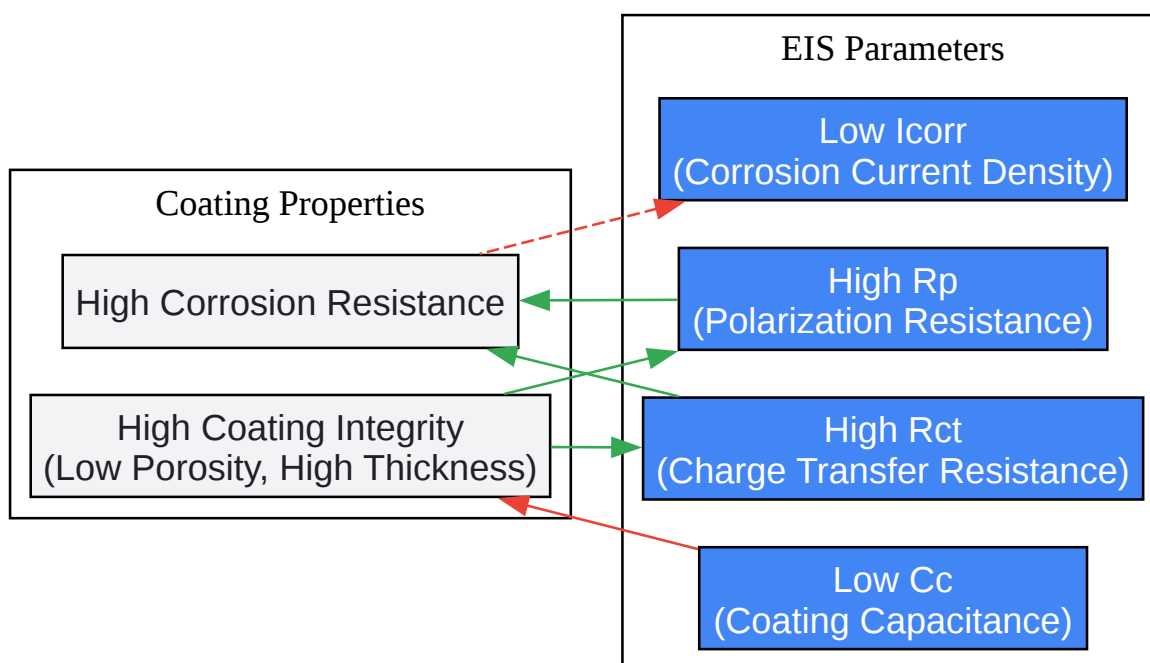 Coating Properties
High Corrosion Resistance
High Coating Integrity
(Low Porosity, High Thickness)
EIS Parameters
Low Icorr
(Corrosion Current Density)
High Rp
(Polarization Resistance)
High Rct
(Charge Transfer Resistance)
Low Cc
(Coating Capacitance)